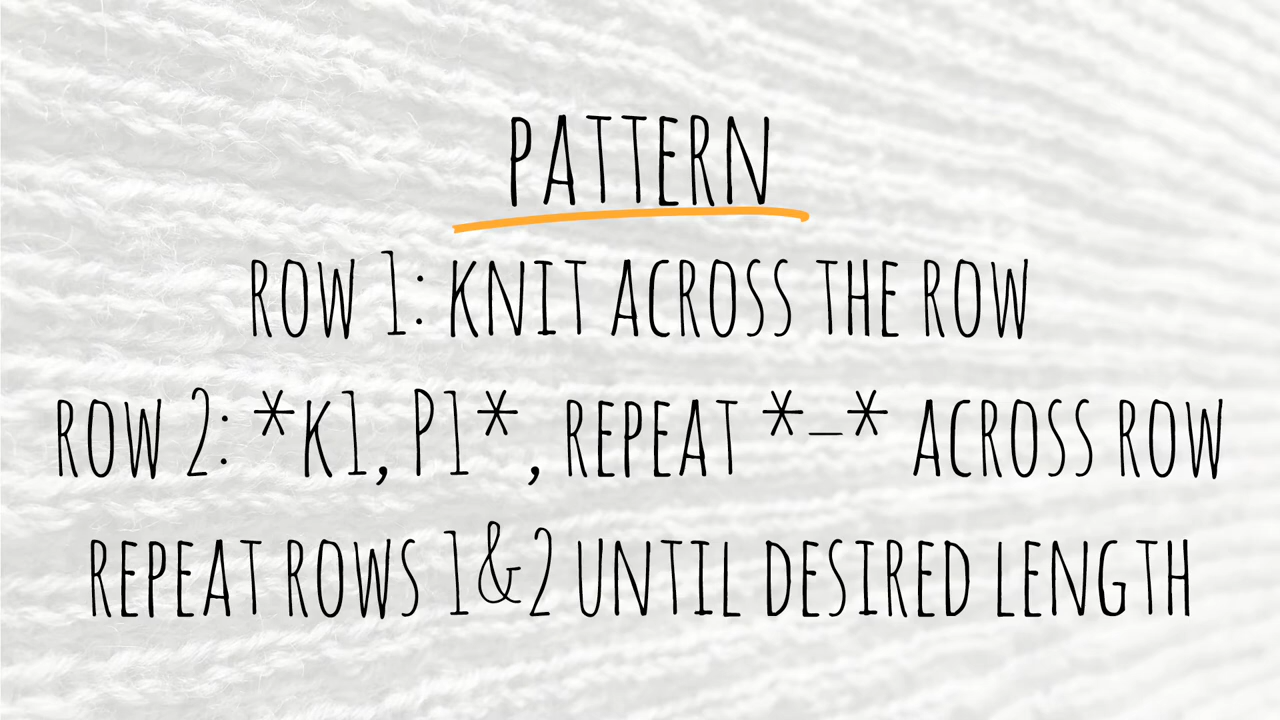 PATTERN
ROW 1: KNIT ACROSS THE ROW
ROW 2: *K1, P1*, REPEAT *-* ACROSS ROW
REPEAT ROWS 1&2 UNTIL DESIRED LENGTH